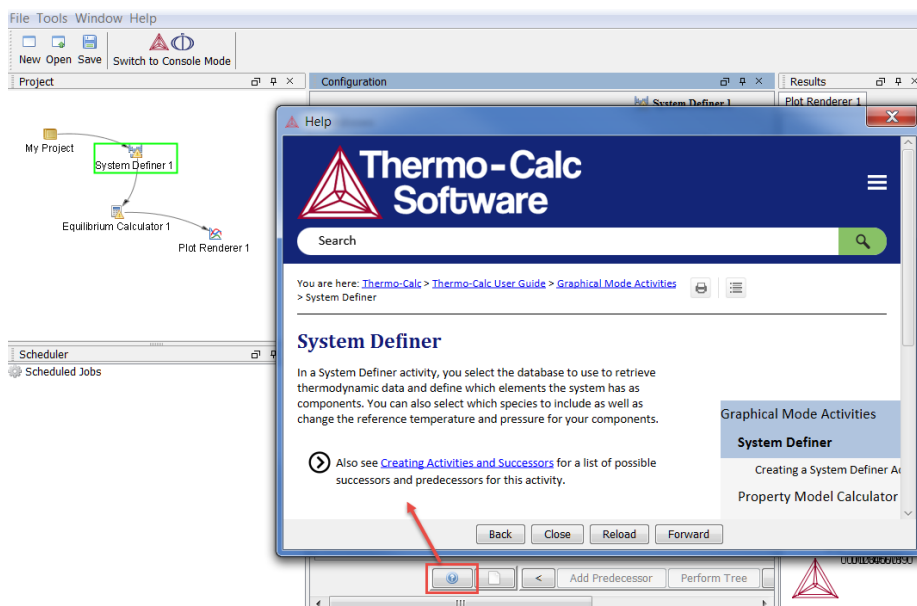 File Tools Window Help
New Open Save Switch to Console Mode
Project
My Project
System Definer 1
Equilibrium Calculator 1
Plot Renderer 1
Scheduler
Scheduled Jobs
Configuration
System Definer 1
Results
Plot Renderer 1
Help
Thermo-Calc
Software
Search
You are here: Thermo-Calc > Thermo-Calc User Guide > Graphical Mode Activities
> System Definer
System Definer
In a System Definer activity, you select the database to use to retrieve
thermodynamic data and define which elements the system has as
components. You can also select which species to include as well as
change the reference temperature and pressure for your components.
Also see Creating Activities and Successors for a list of possible
successors and predecessors for this activity.
Graphical Mode Activities
System Definer
Creating a System Definer
Property Model Calculator
Back Close Reload Forward
< Add Predecessor Perform Tree